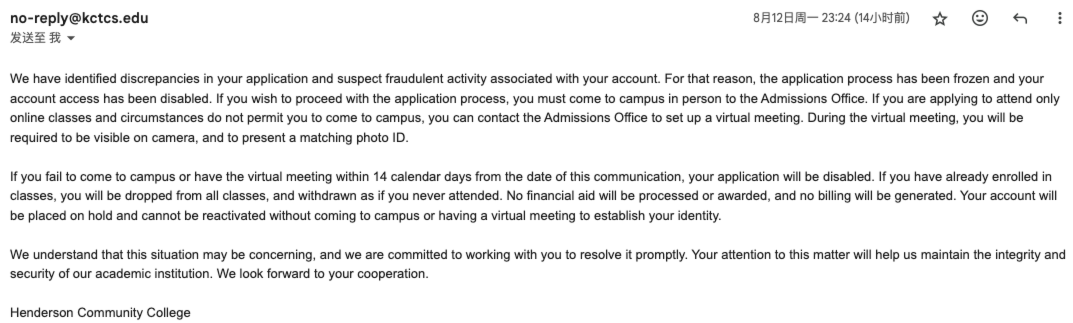 no-reply@kctcs.edu
8月12日周一 23:24 (14小时前)
发送至 我
We have identified discrepancies in your application and suspect fraudulent activity associated with your account. For that reason, the application process has been frozen and your
account access has been disabled. If you wish to proceed with the application process, you must come to campus in person to the Admissions Office. If you are applying to attend only
online classes and circumstances do not permit you to come to campus, you can contact the Admissions Office to set up a virtual meeting. During the virtual meeting, you will be
required to be visible on camera, and to present a matching photo ID.
If you fail to come to campus or have the virtual meeting within 14 calendar days from the date of this communication, your application will be disabled. If you have already enrolled in
classes, you will be dropped from all classes, and withdrawn as if you never attended. No financial aid will be processed or awarded, and no billing will be generated. Your account will
be placed on hold and cannot be reactivated without coming to campus or having a virtual meeting to establish your identity.
We understand that this situation may be concerning, and we are committed to working with you to resolve it promptly. Your attention to this matter will help us maintain the integrity and
security of our academic institution. We look forward to your cooperation.
Henderson Community College